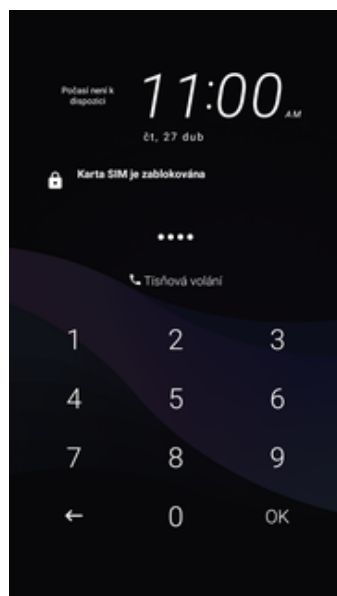 Počasí není k
dispozici
11:00 AM
čt, 27 dub
Karta SIM je zablokována
Tísňová volání
1 2 3
4 5 6
7 8 9
0 OK